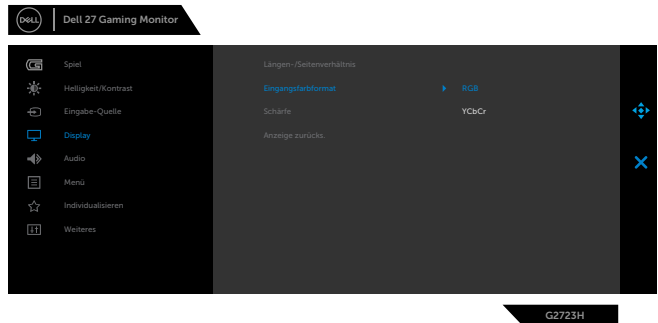 DELL Dell 27 Gaming Monitor
Spiel
Helligkeit/Kontrast
Eingabe-Quelle
Display
Audio
Menü
Individualisieren
Weiteres
Längen-/Seitenverhältnis
Eingangsfarbformat RGB
Schärfe YCbCr
Anzeige zurücks.
G2723H